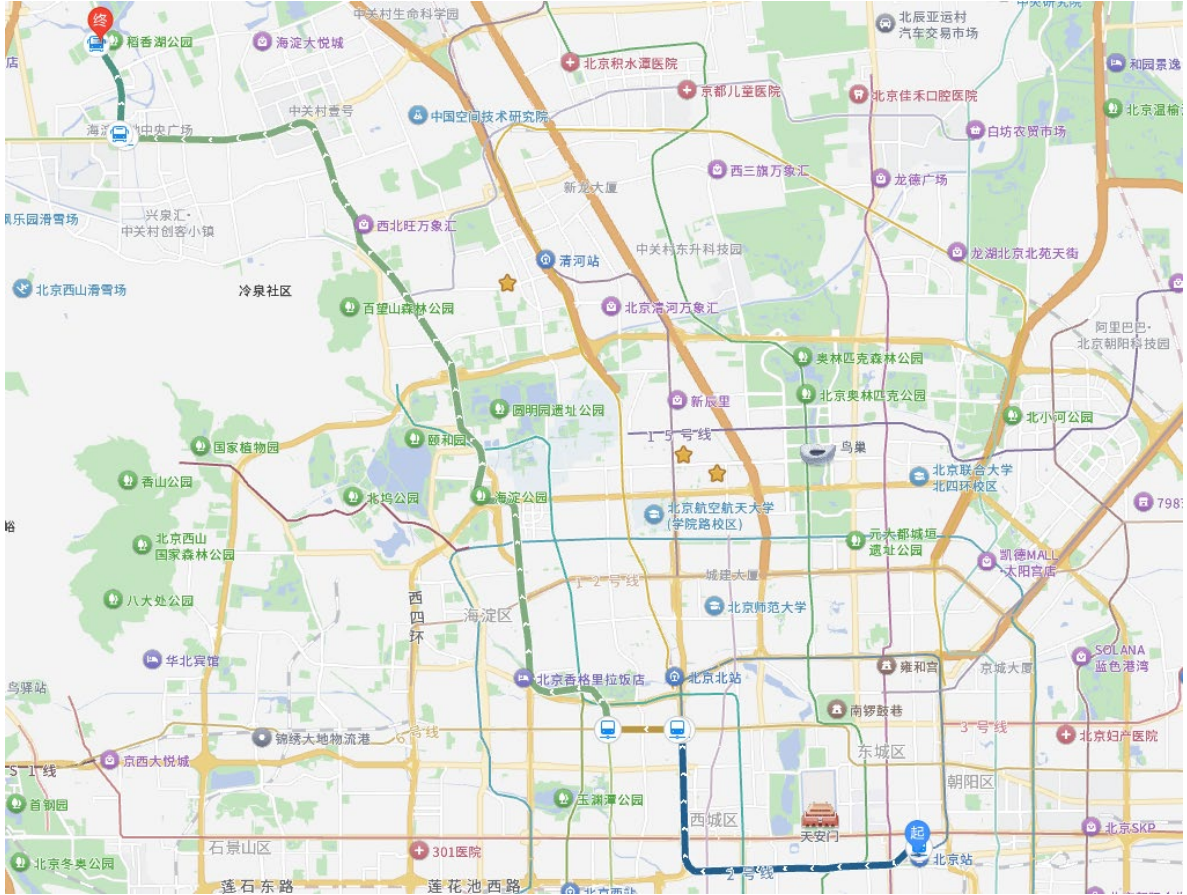 中关村生命科学园
终
稻香湖公园
海淀大悦城
北京积水潭医院
北辰亚运村
汽车交易市场
和园景逸
店
京都儿童医院
北京佳禾口腔医院
中关村壹号
中国空间技术研究院
白坊农贸市场
西三旗万象汇
龙德广场
新龙大厦
兴泉汇·
中关村创客小镇
西北旺万象汇
中关村东升科技园
龙湖北京北苑天街
清河站
北京西山滑雪场
冷泉社区
百望山森林公园
北京清河万象汇
阿里巴巴·
北京朝阳科技园
奥林匹克森林公园
北京奥林匹克公园
新辰里
圆明园遗址公园
北小河公园
15号线
颐和园
国家植物园
鸟巢
北京联合大学
北四环校区
香山公园
北坞公园
海淀公园
798
北京航空航天大学
(学院路校区)
峪
北京西山
国家森林公园
元大都城垣
遗址公园
凯德MALL
·太阳宫店
城建大厦
12号线
八大处公园
西四环
海淀区
北京师范大学
华北宾馆
SOLANA
蓝色港湾
雍和宫
京城大厦
北京香格里拉饭店
北京北站
鸟驿站
南锣鼓巷
6号线
锦绣大地物流港
3号线
北京妇产医院
东城区
京西大悦城
S1线
朝阳区
首钢园
玉渊潭公园
西城区
天安门
起
北京SKP
石景山区
301医院
北京站
北京冬奥公园
2号线
莲石东路
莲花池西路
北京西站